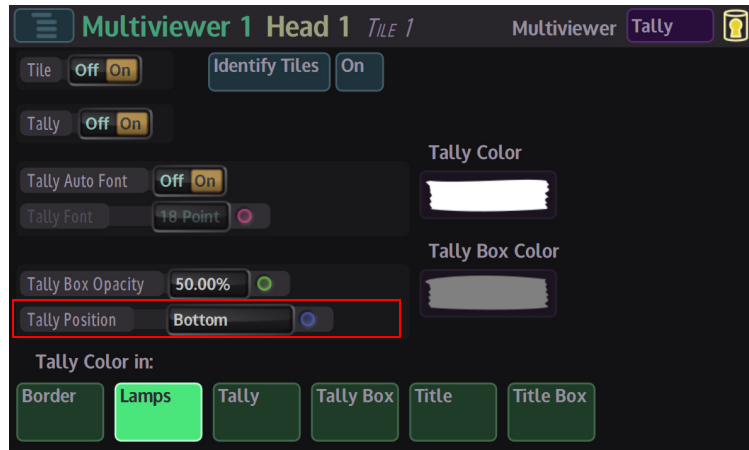 Multiviewer 1 Head 1 TILE 1 Multiviewer Tally
Tile Off On Identify Tiles On
Tally Off On
Tally Color
Tally Auto Font Off On
Tally Font 18 Point
Tally Box Color
Tally Box Opacity 50.00%
Tally Position Bottom
Tally Color in:
Border Lamps Tally Tally Box Title Title Box